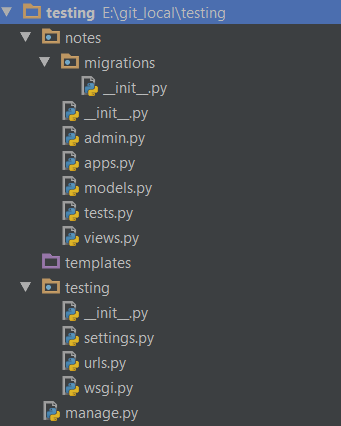 testing E:\git_local\testing
notes
migrations
__init__.py
__init__.py
admin.py
apps.py
models.py
tests.py
views.py
templates
testing
__init__.py
settings.py
urls.py
wsgi.py
manage.py